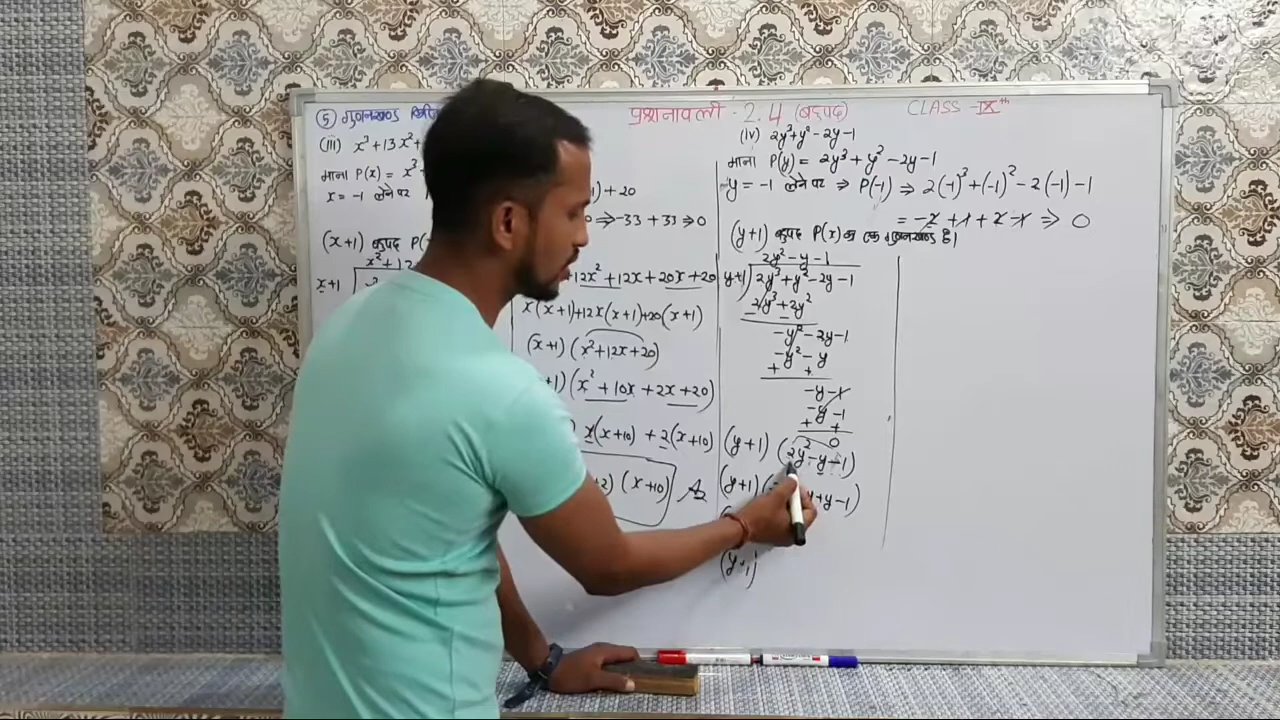 ⑤ गुणनखण्ड
प्रश्नावली - 2.4 (बहुपद) CLASS - IXth
(iii) x³+13x²+
माना P(x) = x³
x = -1 लेने पर
) + 20
⇒ -33 + 33 ⇒ 0
(x+1) बहुपद
x²+12
x+1
12x² + 12x + 20x + 20
x(x+1)+12x(x+1)+20(x+1)
(x+1) (x²+12x+20)
(x² + 10x + 2x + 20)
x(x+10) + 2(x+10)
(x+10) Ans
(iv) 2y³+y²-2y-1
माना P(y) = 2y³ + y² - 2y - 1
y = -1 लेने पर ⇒ P(-1) ⇒ 2(-1)³+(-1)²-2(-1)-1
= -2 + 1 + 2 - 1 ⇒ 0
(y+1) बहुपद P(x) का एक गुणनखण्ड है।
2y² - y - 1
y+1) 2y³+y²-2y-1
2y³+2y²
- -
-y²-2y-1
-y²-y
+ +
-y-1
-y-1
+ +
0
(y+1) (2y²-y-1)
(y+1) y+y-1)
(y+1)